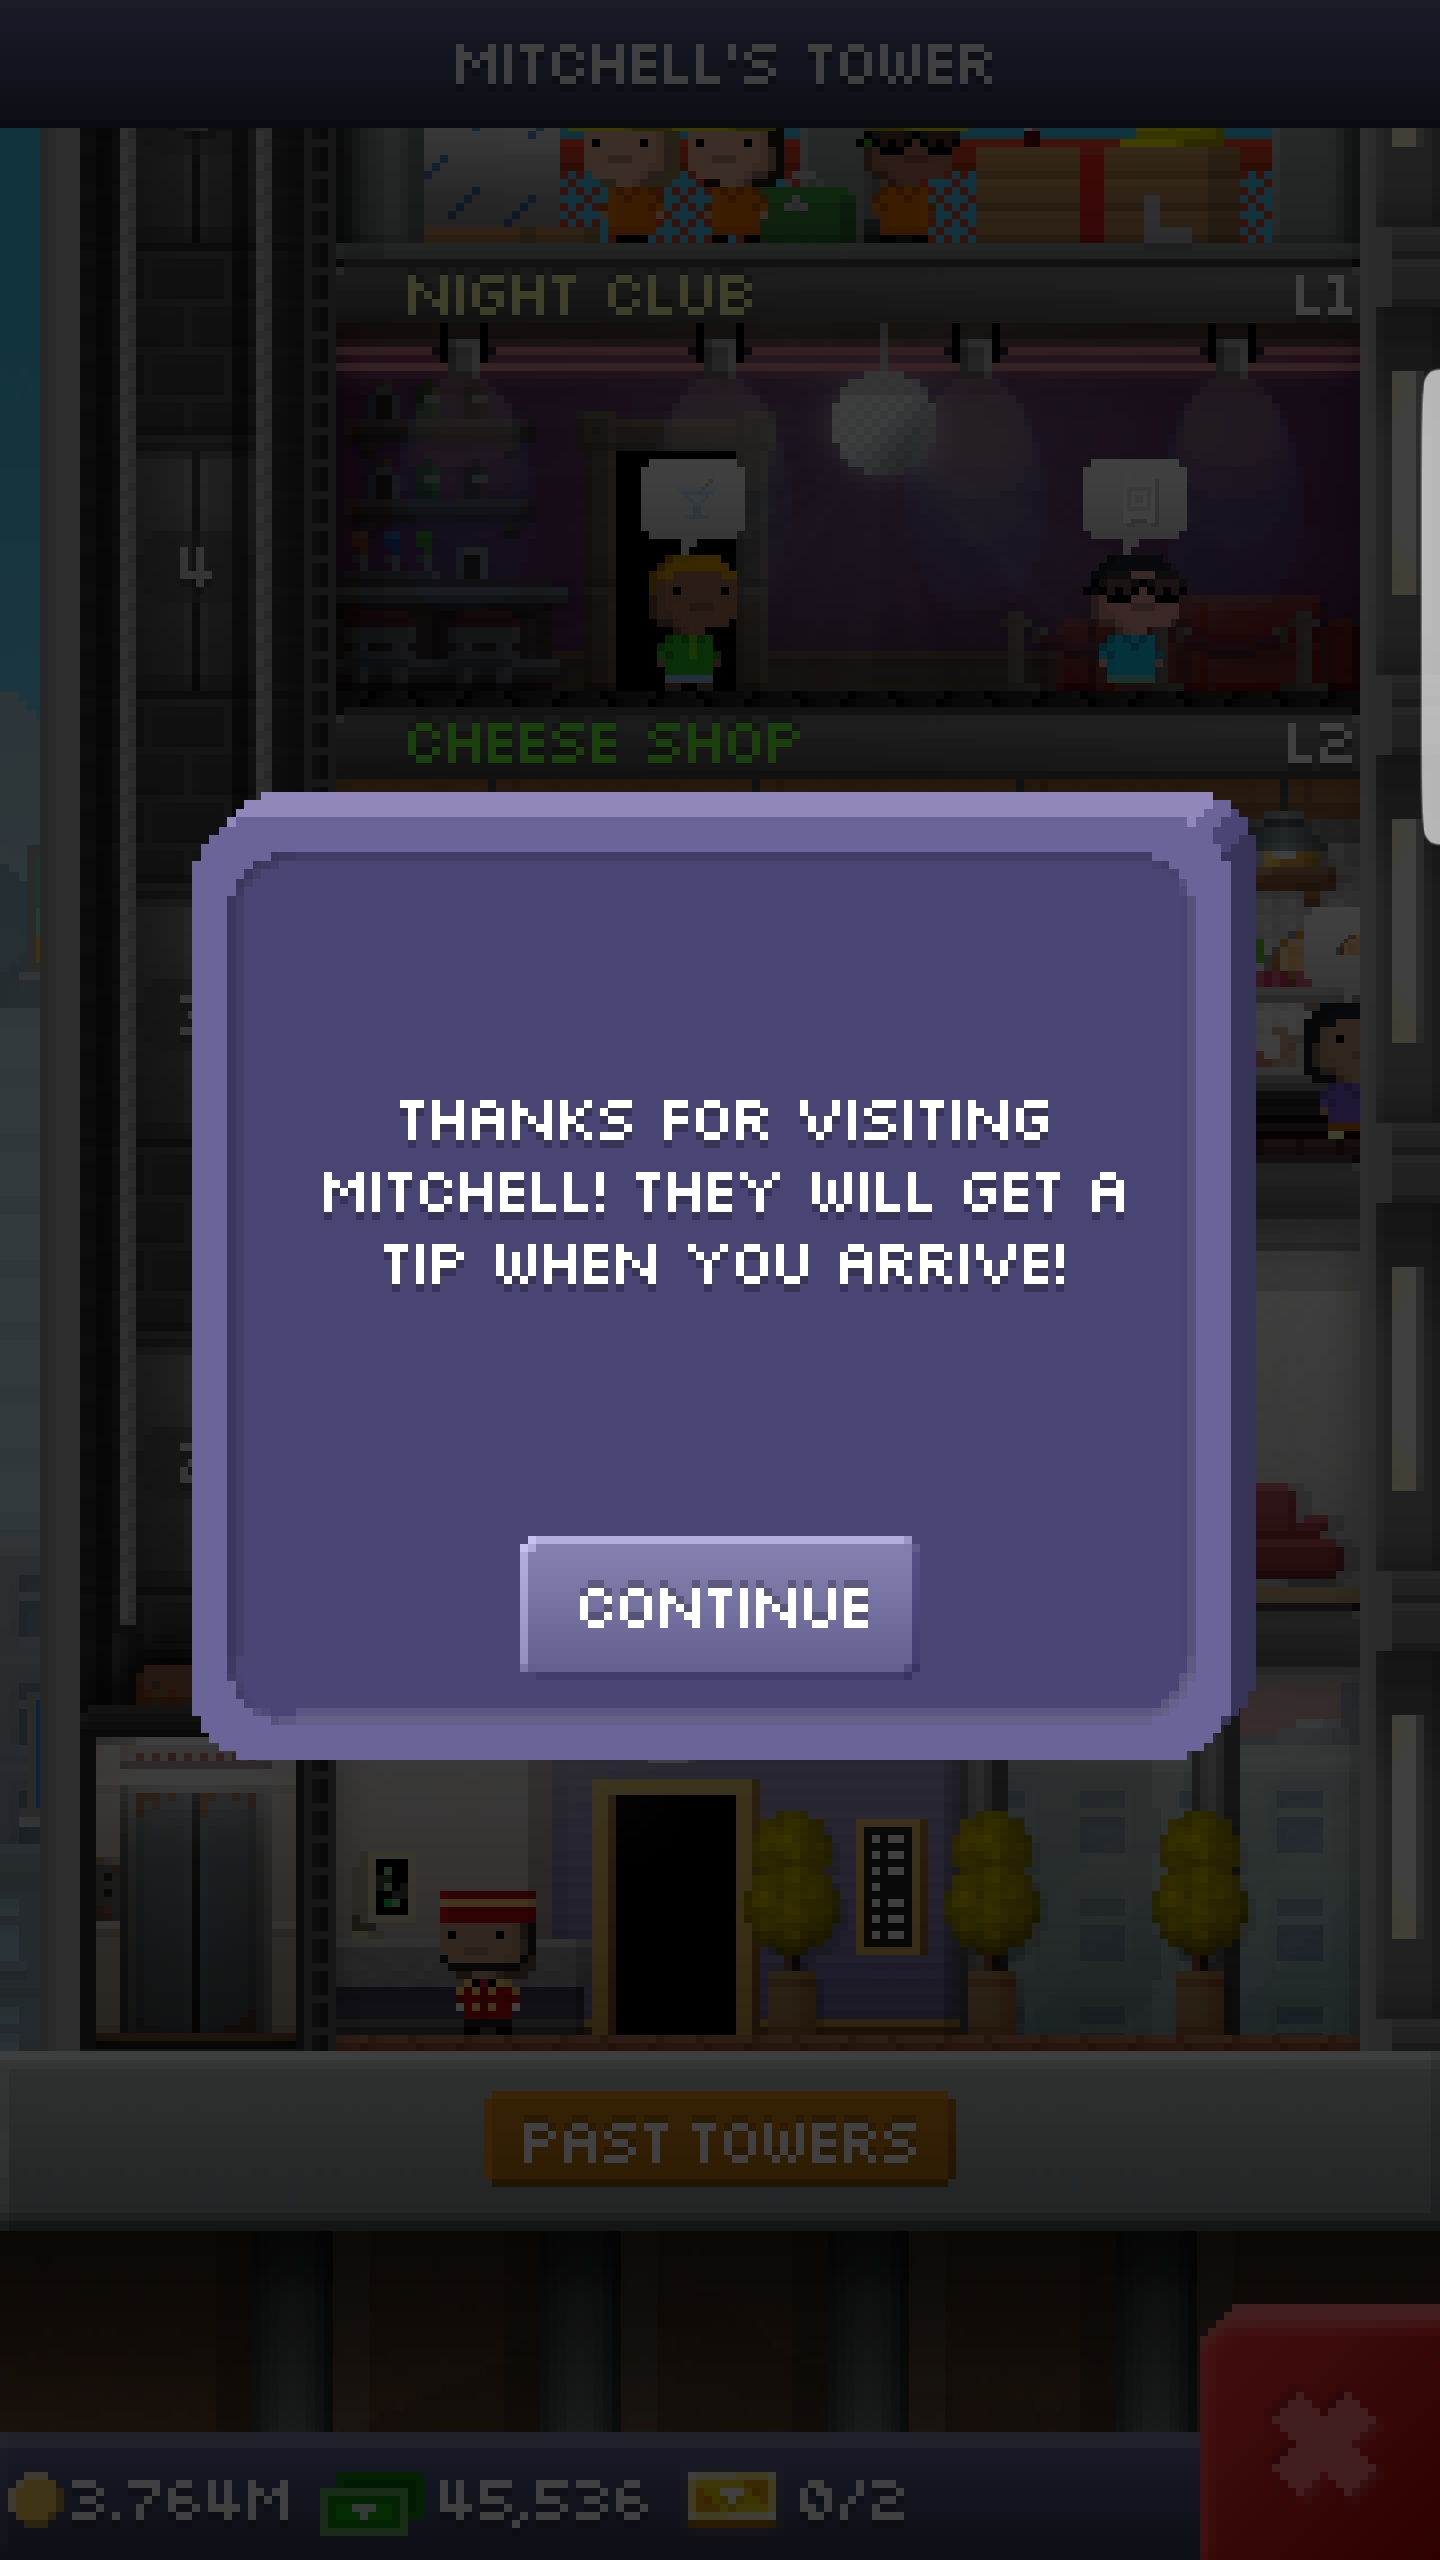 MITCHELL'S TOWER
NIGHT CLUB L1
4
CHEESE SHOP L2
THANKS FOR VISITING
MITCHELL! THEY WILL GET A
TIP WHEN YOU ARRIVE!
CONTINUE
PAST TOWERS
3.764M 45,536 0/2